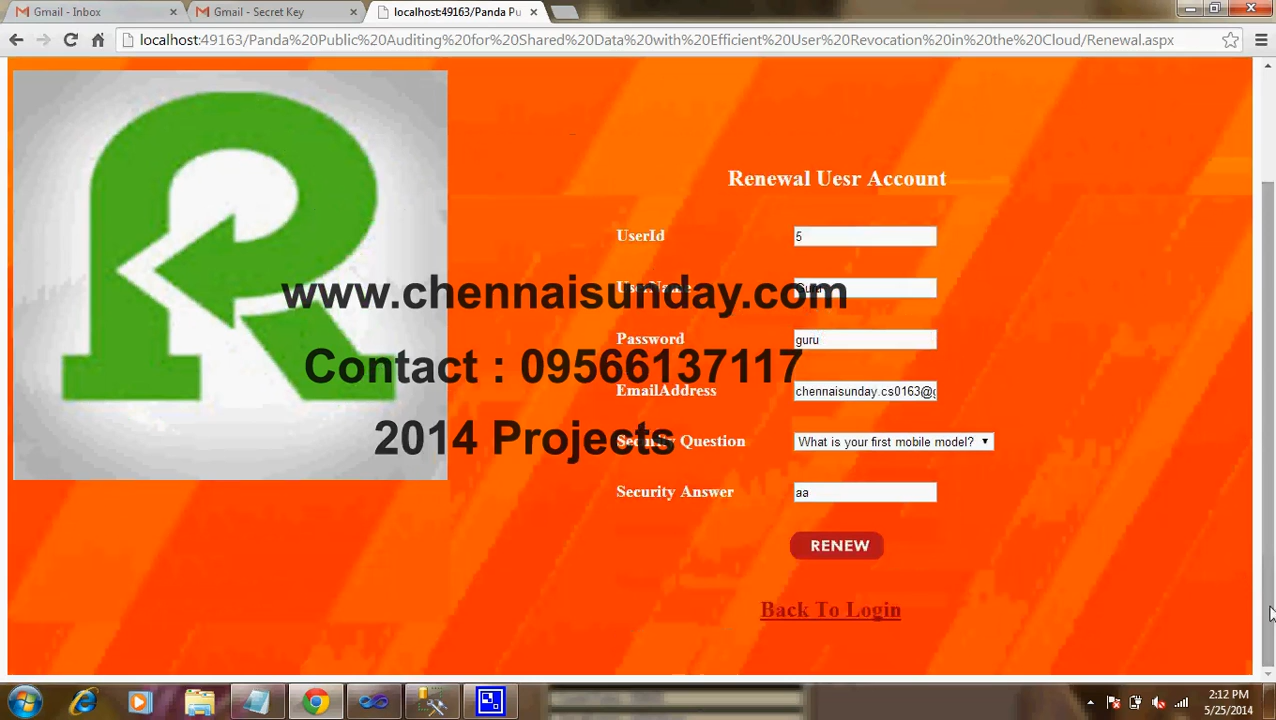 Gmail - Inbox
Gmail - Secret Key
localhost:49163/Panda Pu
localhost:49163/Panda%20Public%20Auditing%20for%20Shared%20Data%20with%20Efficient%20User%20Revocation%20in%20the%20Cloud/Renewal.aspx
Renewal Uesr Account
UserId 5
UserName Guru
www.chennaisunday.com
Password guru
Contact : 09566137117
EmailAddress chennaisunday.cs0163@g
2014 Projects
Security Question What is your first mobile model?
Security Answer aa
RENEW
Back To Login
2:12 PM
5/25/2014